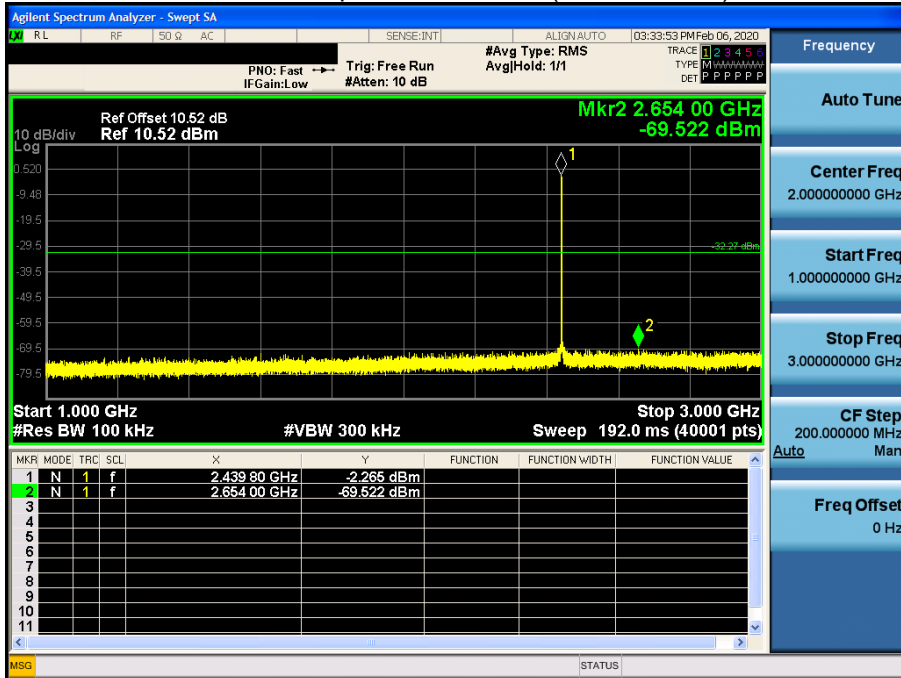 Agilent Spectrum Analyzer - Swept SA
LXI RL RF 50 Ω AC SENSE:INT ALIGN AUTO 03:33:53 PM Feb 06, 2020
PNO: Fast
IFGain:Low
Trig: Free Run
#Atten: 10 dB
#Avg Type: RMS
Avg|Hold: 1/1
TRACE 1 2 3 4 5 6
TYPE M WWWWW
DET P P P P P P
Mkr2 2.654 00 GHz
-69.522 dBm
Ref Offset 10.52 dB
Ref 10.52 dBm
10 dB/div
Log
0.520
-9.48
-19.5
-29.5
-39.5
-49.5
-59.5
-69.5
-79.5
1
2
-32.27 dBm
Start 1.000 GHz Stop 3.000 GHz
#Res BW 100 kHz #VBW 300 kHz Sweep 192.0 ms (40001 pts)
MKR MODE TRC SCL X Y FUNCTION FUNCTION WIDTH FUNCTION VALUE
1 N 1 f 2.439 80 GHz -2.265 dBm
2 N 1 f 2.654 00 GHz -69.522 dBm
3
4
5
6
7
8
9
10
11
MSG STATUS
Frequency
Auto Tune
Center Freq
2.000000000 GHz
Start Freq
1.000000000 GHz
Stop Freq
3.000000000 GHz
CF Step
200.000000 MHz
Auto Man
Freq Offset
0 Hz